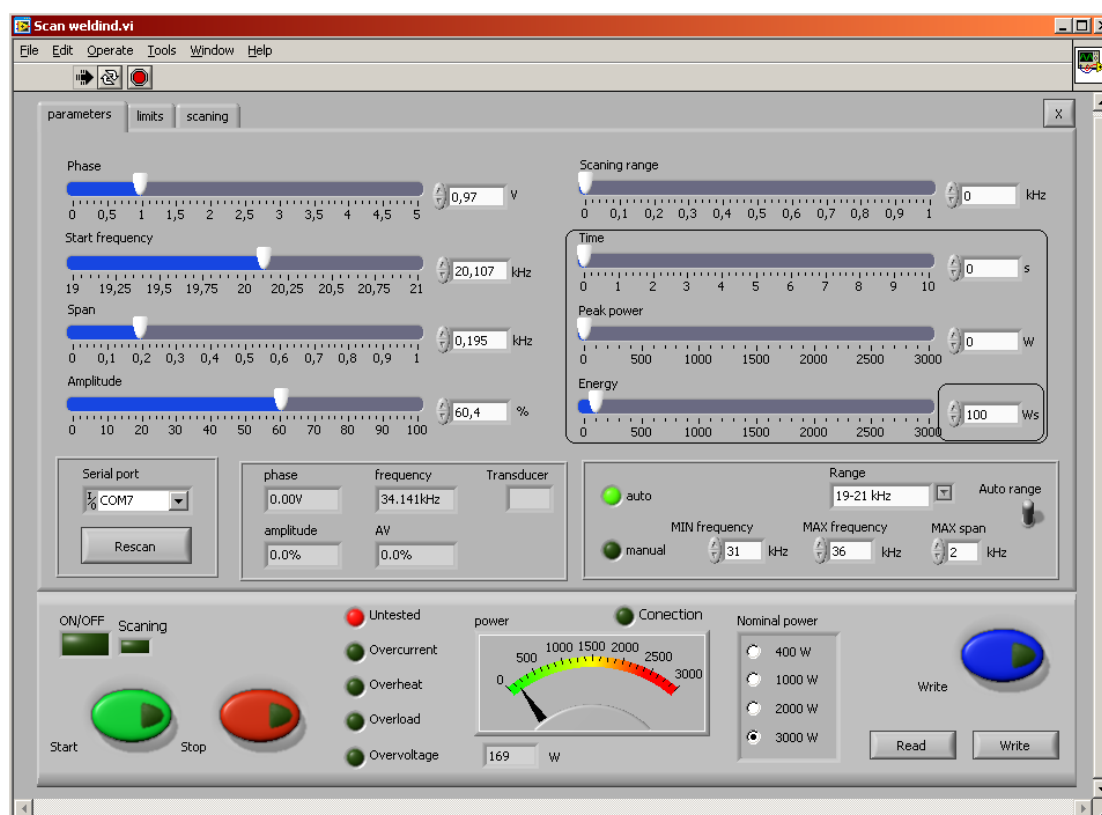 Scan weldind.vi
File Edit Operate Tools Window Help
parameters limits scaning X
Phase
0 0,5 1 1,5 2 2,5 3 3,5 4 4,5 5
0,97 V
Start frequency
19 19,25 19,5 19,75 20 20,25 20,5 20,75 21
20,107 kHz
Span
0 0,1 0,2 0,3 0,4 0,5 0,6 0,7 0,8 0,9 1
0,195 kHz
Amplitude
0 10 20 30 40 50 60 70 80 90 100
60,4 %
Scaning range
0 0,1 0,2 0,3 0,4 0,5 0,6 0,7 0,8 0,9 1
0 kHz
Time
0 1 2 3 4 5 6 7 8 9 10
0 s
Peak power
0 500 1000 1500 2000 2500 3000
0 W
Energy
0 500 1000 1500 2000 2500 3000
100 Ws
Serial port
I/O COM7
Rescan
phase frequency Transducer
0.00V 34.141kHz
amplitude AV
0.0% 0.0%
Range
auto 19-21 kHz Auto range
MIN frequency MAX frequency MAX span
manual 31 kHz 36 kHz 2 kHz
ON/OFF Scaning
Start Stop
Untested
Overcurrent
Overheat
Overload
Overvoltage
power Conection
0 500 1000 1500 2000 2500 3000
169 W
Nominal power
400 W
1000 W
2000 W
3000 W
Write
Read Write